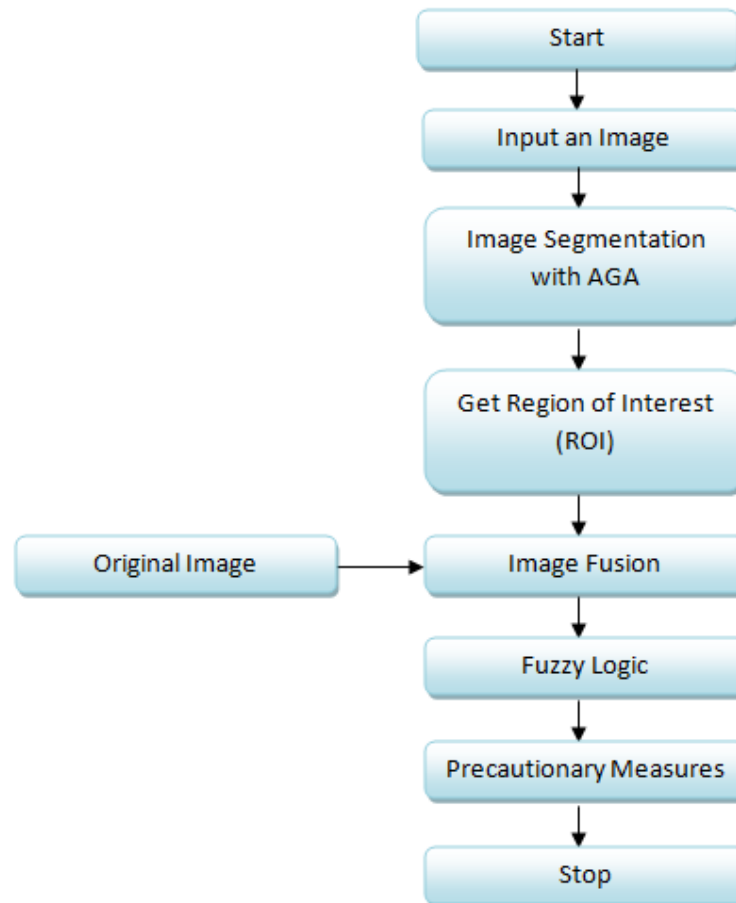 Start
Input an Image
Image Segmentation
with AGA
Get Region of Interest
(ROI)
Original Image
Image Fusion
Fuzzy Logic
Precautionary Measures
Stop